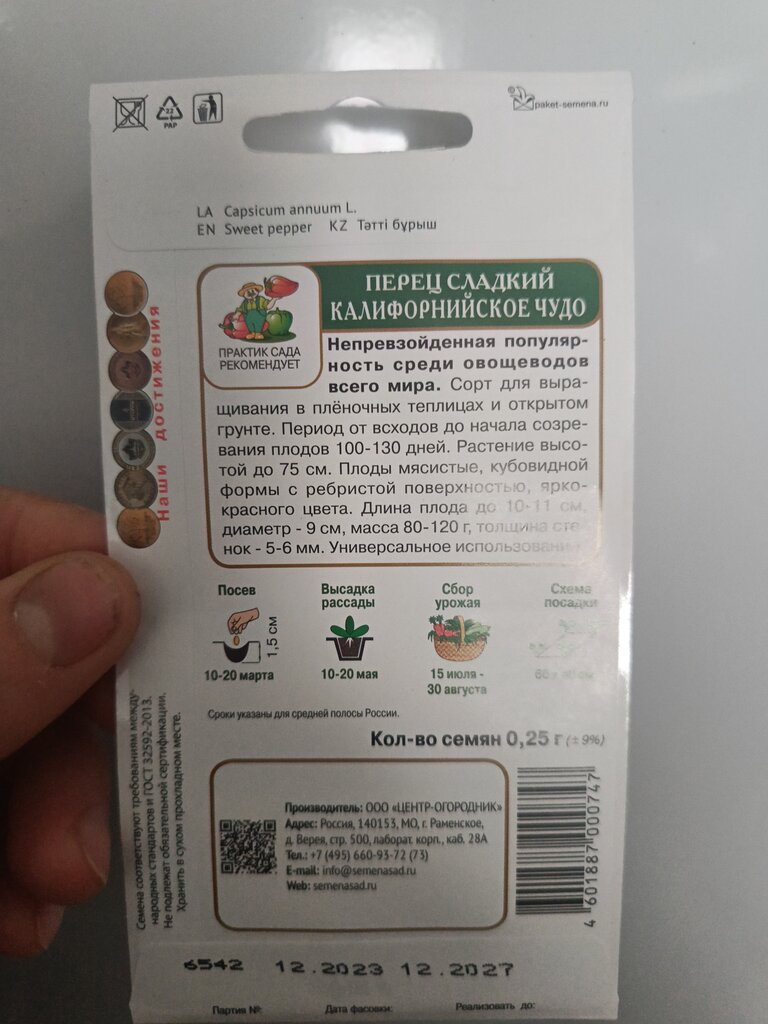 22
PAP
paket-semena.ru
LA Capsicum annuum L.
EN Sweet pepper KZ Тәтті бұрыш
Наши достижения
ПРАКТИК САДА
РЕКОМЕНДУЕТ
ПЕРЕЦ СЛАДКИЙ
КАЛИФОРНИЙСКОЕ ЧУДО
Непревзойденная популяр-
ность среди овощеводов
всего мира. Сорт для выра-
щивания в плёночных теплицах и открытом
грунте. Период от всходов до начала созре-
вания плодов 100-130 дней. Растение высо-
той до 75 см. Плоды мясистые, кубовидной
формы с ребристой поверхностью, ярко-
красного цвета. Длина плода до 10-11 см,
диаметр - 9 см, масса 80-120 г, толщина сте
нок - 5-6 мм. Универсальное использовани
Посев
1,5 см
10-20 марта
Высадка
рассады
10-20 мая
Сбор
урожая
15 июля -
30 августа
Схема
посадки
Сроки указаны для средней полосы России.
Кол-во семян 0,25 г (± 9%)
Семена соответствуют требованиям между-
народных стандартов и ГОСТ 32592-2013.
Не подлежат обязательной сертификации.
Хранить в сухом прохладном месте.
Производитель: ООО «ЦЕНТР-ОГОРОДНИК»
Адрес: Россия, 140153, МО, г. Раменское,
д. Верея, стр. 500, лаборат. корп., каб. 28А
Тел.: +7 (495) 660-93-72 (73)
E-mail: info@semenasad.ru
Web: semenasad.ru
4 601887 000747
6542 12.2023 12.2027
Партия №: Дата фасовки: Реализовать до: